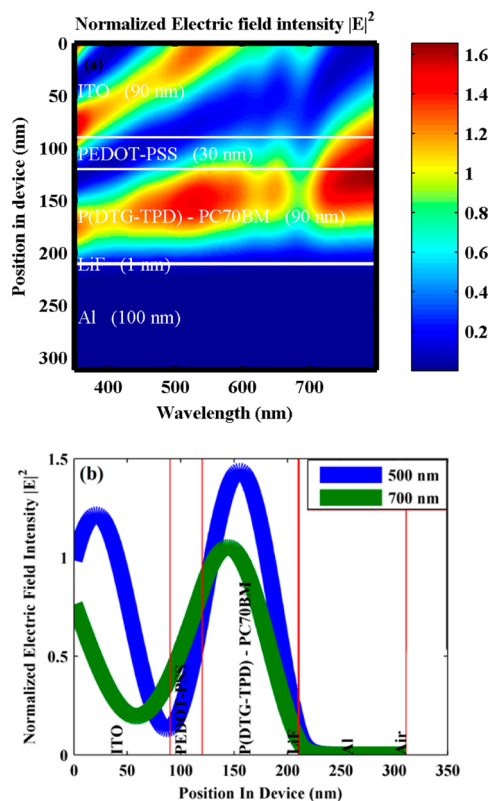 Normalized Electric field intensity |E|^2
(a)
ITO (90 nm)
PEDOT-PSS (30 nm)
P(DTG-TPD) - PC70BM (90 nm)
LiF (1 nm)
Al (100 nm)
Position in device (nm)
0
50
100
150
200
250
300
400 500 600 700
Wavelength (nm)
1.6
1.4
1.2
1
0.8
0.6
0.4
0.2
(b)
500 nm
700 nm
Normalized Electric Field Intensity |E|^2
1.5
1
0.5
0
ITO
PEDOT-PSS
P(DTG-TPD) - PC70BM
LiF
Al
Air
0 50 100 150 200 250 300 350
Position In Device (nm)